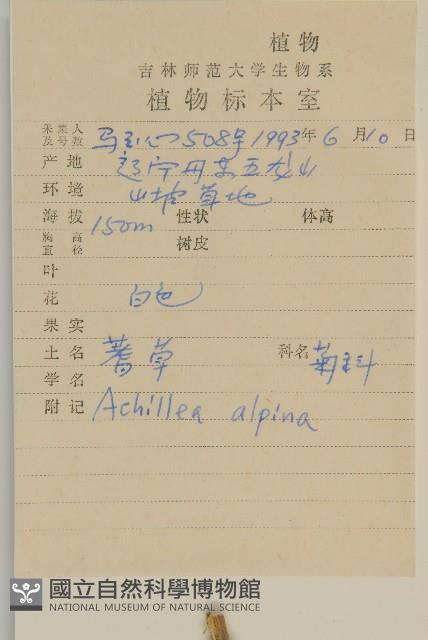 植物
吉林师范大学生物系
植物标本室
采集人及号数 508号 1993年 6 月 10 日
产地 辽宁丹东五龙山
环境 山坡草地
海拔 150m 性状 体高
胸高直径 树皮
叶
花 白色
果实
土名 蓍草 科名 菊科
学名
附记 Achillea alpina
國立自然科學博物館
NATIONAL MUSEUM OF NATURAL SCIENCE